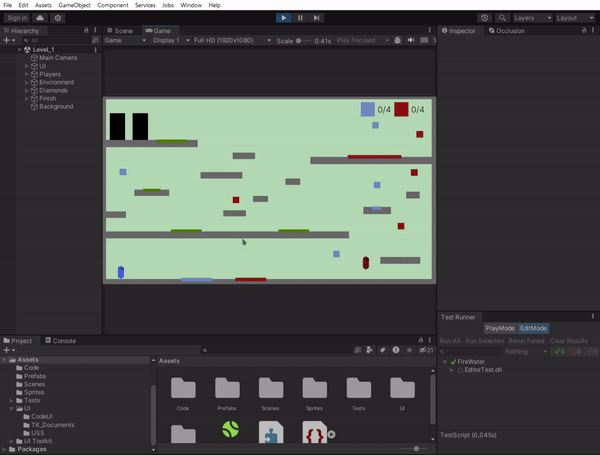 File Edit Assets GameObject Component Services Jobs Window Help
Sign in
Layers
Layout
Hierarchy
Scene
Game
Inspector
Occlusion
All
Game
Display 1
Full HD (1920x1080)
Scale
0.41x
Play Focused
Level_1
Main Camera
UI
Players
Environment
Diamonds
Finish
Background
0/4
0/4
Test Runner
PlayMode
EditMode
Run All
Run Selected
Rerun Failed
Clear Results
Nothing
0
0
FireWater
EditorTest.dll
TestScript (0,045s)
Project
Console
21
Assets
Code
Prefabs
Scenes
Sprites
Tests
UI
CodeUI
TK_Documents
USS
UI Toolkit
Packages
Assets
Code
Prefabs
Scenes
Sprites
Tests
UI